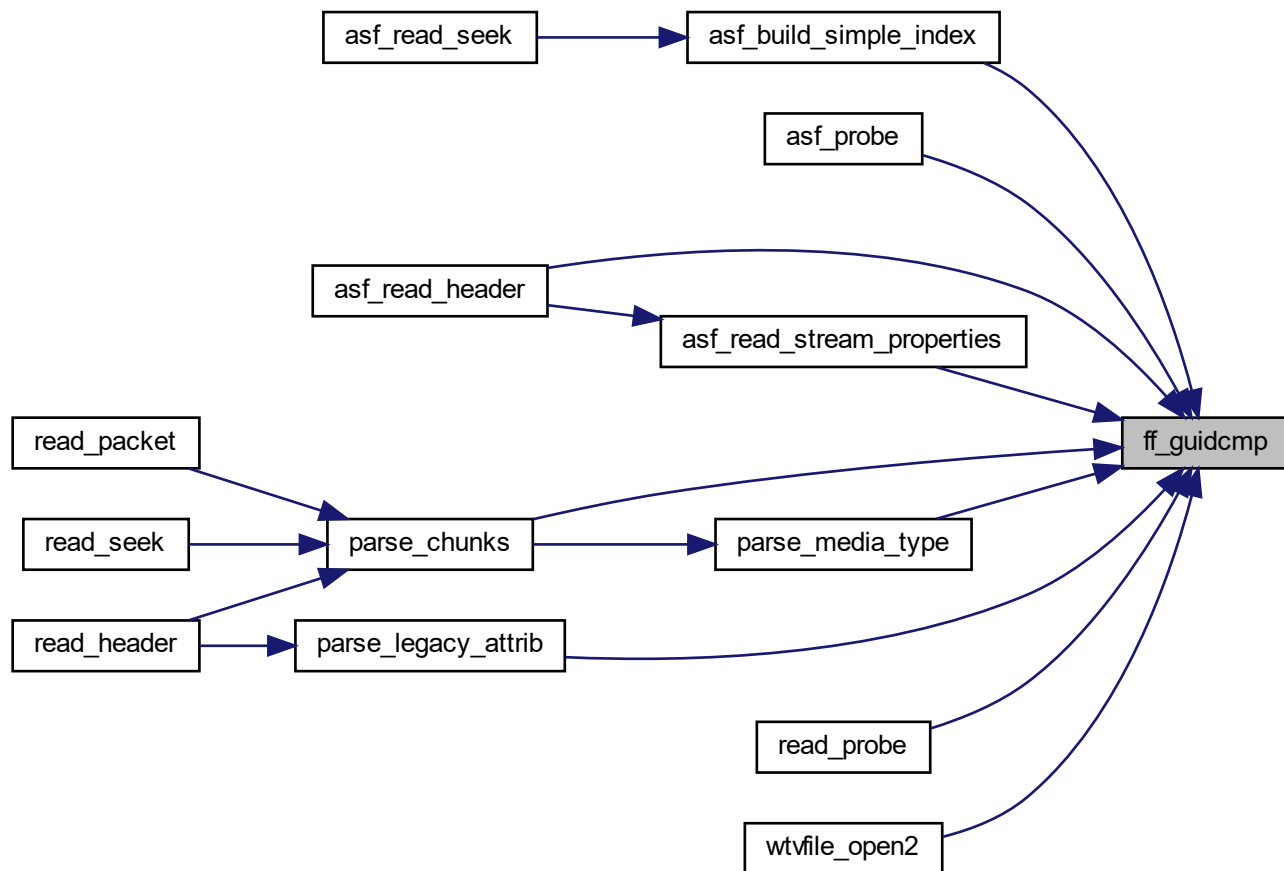 asf_read_seek
asf_build_simple_index
asf_probe
asf_read_header
asf_read_stream_properties
ff_guidcmp
read_packet
read_seek
parse_chunks
parse_media_type
read_header
parse_legacy_attrib
read_probe
wtvfile_open2